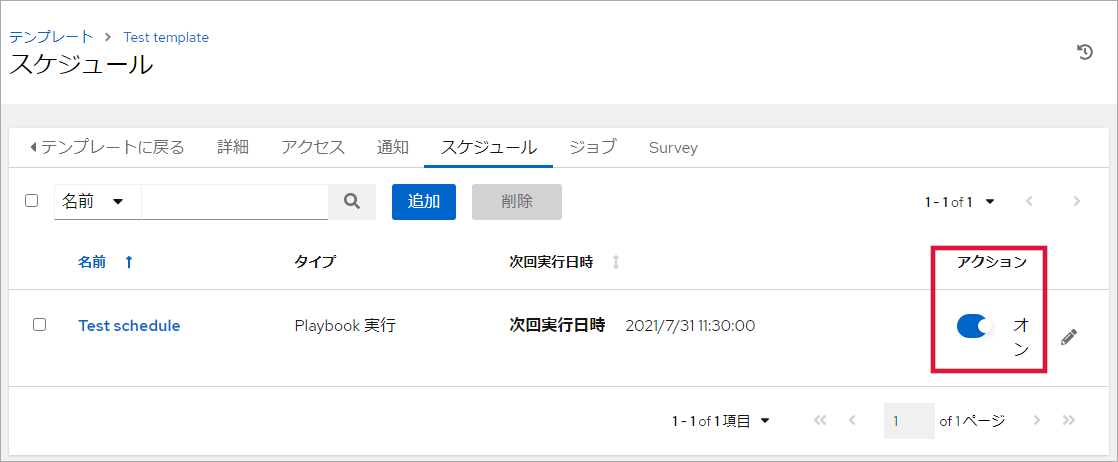 テンプレート > Test template
スケジュール
テンプレートに戻る 詳細 アクセス 通知 スケジュール ジョブ Survey
名前 追加 削除 1 - 1 of 1
名前 タイプ 次回実行日時 アクション
Test schedule Playbook 実行 次回実行日時 2021/7/31 11:30:00 オ
ン
1 - 1 of 1 項目 1 of 1 ページ